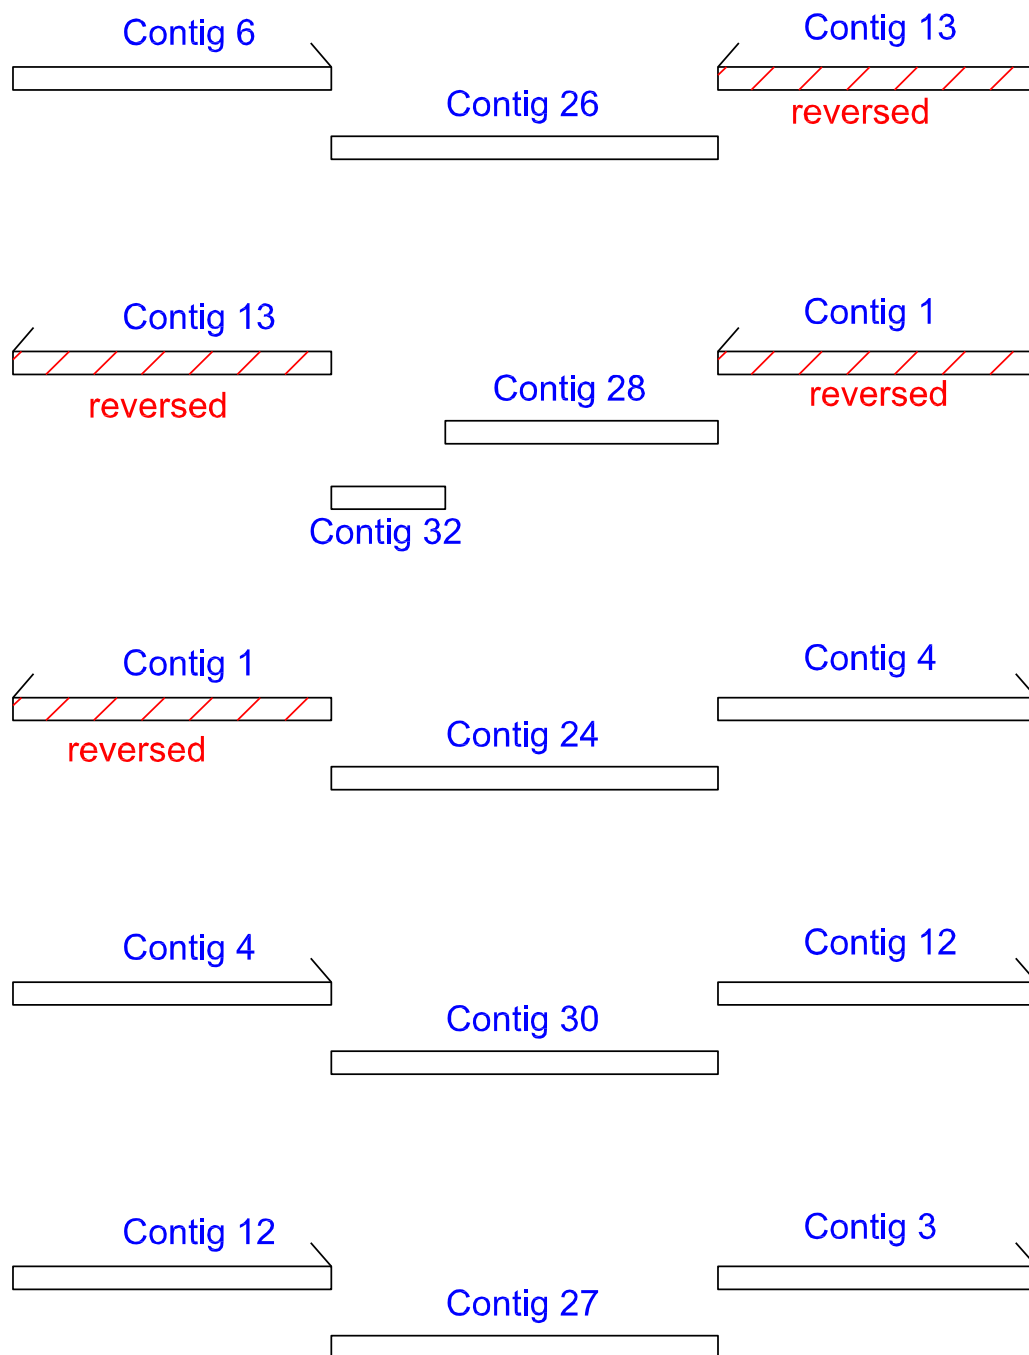 Contig 6
Contig 13
reversed
Contig 26
Contig 13
reversed
Contig 1
reversed
Contig 28
Contig 32
Contig 1
reversed
Contig 4
Contig 24
Contig 4
Contig 12
Contig 30
Contig 12
Contig 3
Contig 27